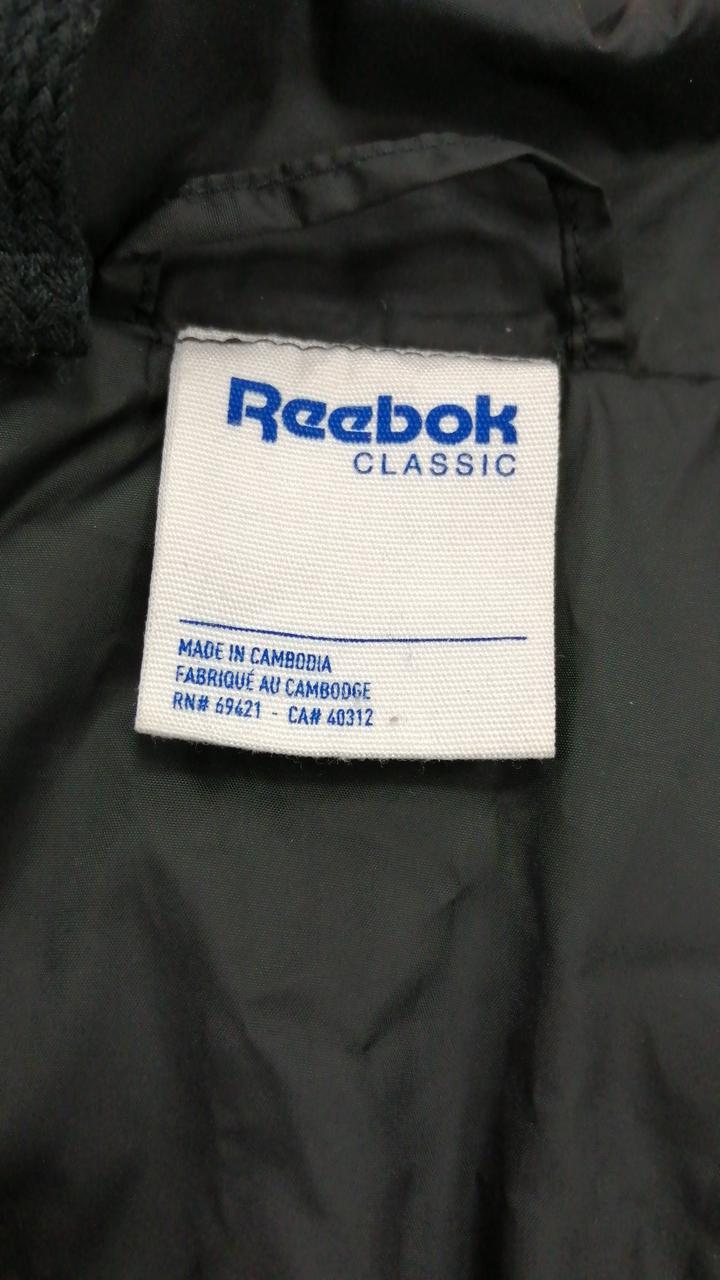 Reebok
CLASSIC
MADE IN CAMBODIA
FABRIQUÉ AU CAMBODGE
RN# 69421 - CA# 40312